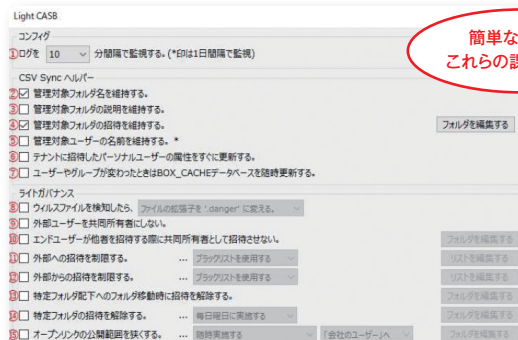 Light CASB
簡単な
これらの
コンフィグ
①ログを 10 分間隔で監視する。(*印は1日間隔で監視)
CSV Sync ヘルパー
② 管理対象フォルダ名を維持する。
③ 管理対象フォルダの説明を維持する。
④ 管理対象フォルダの招待を維持する。 フォルダを編集する
⑤ 管理対象ユーザーの名前を維持する。 *
⑥ テナントに招待したパーソナルユーザーの属性をすぐに更新する。
⑦ ユーザーやグループが変わったときはBOX_CACHEデータベースを随時更新する。
ライトガバナンス
⑧ ウィルスファイルを検知したら、 ファイルの拡張子を '.danger' に変える。
⑨ 外部ユーザーを共同所有者にしない。
⑩ エンドユーザーが他者を招待する際に共同所有者として招待させない。 フォルダを編集する
⑪ 外部への招待を制限する。 ... ブラックリストを使用する リストを編集する
⑫ 外部からの招待を制限する。 ... ブラックリストを使用する リストを編集する
⑬ 特定フォルダ配下へのフォルダ移動時に招待を解除する。 フォルダを編集する
⑭ 特定フォルダの招待を解除する。 ... 毎日曜日に実施する フォルダを編集する
⑮ オープンリンクの公開範囲を狭くする。 ... 随時実施する 「会社のユーザー」へ フォルダを編集する